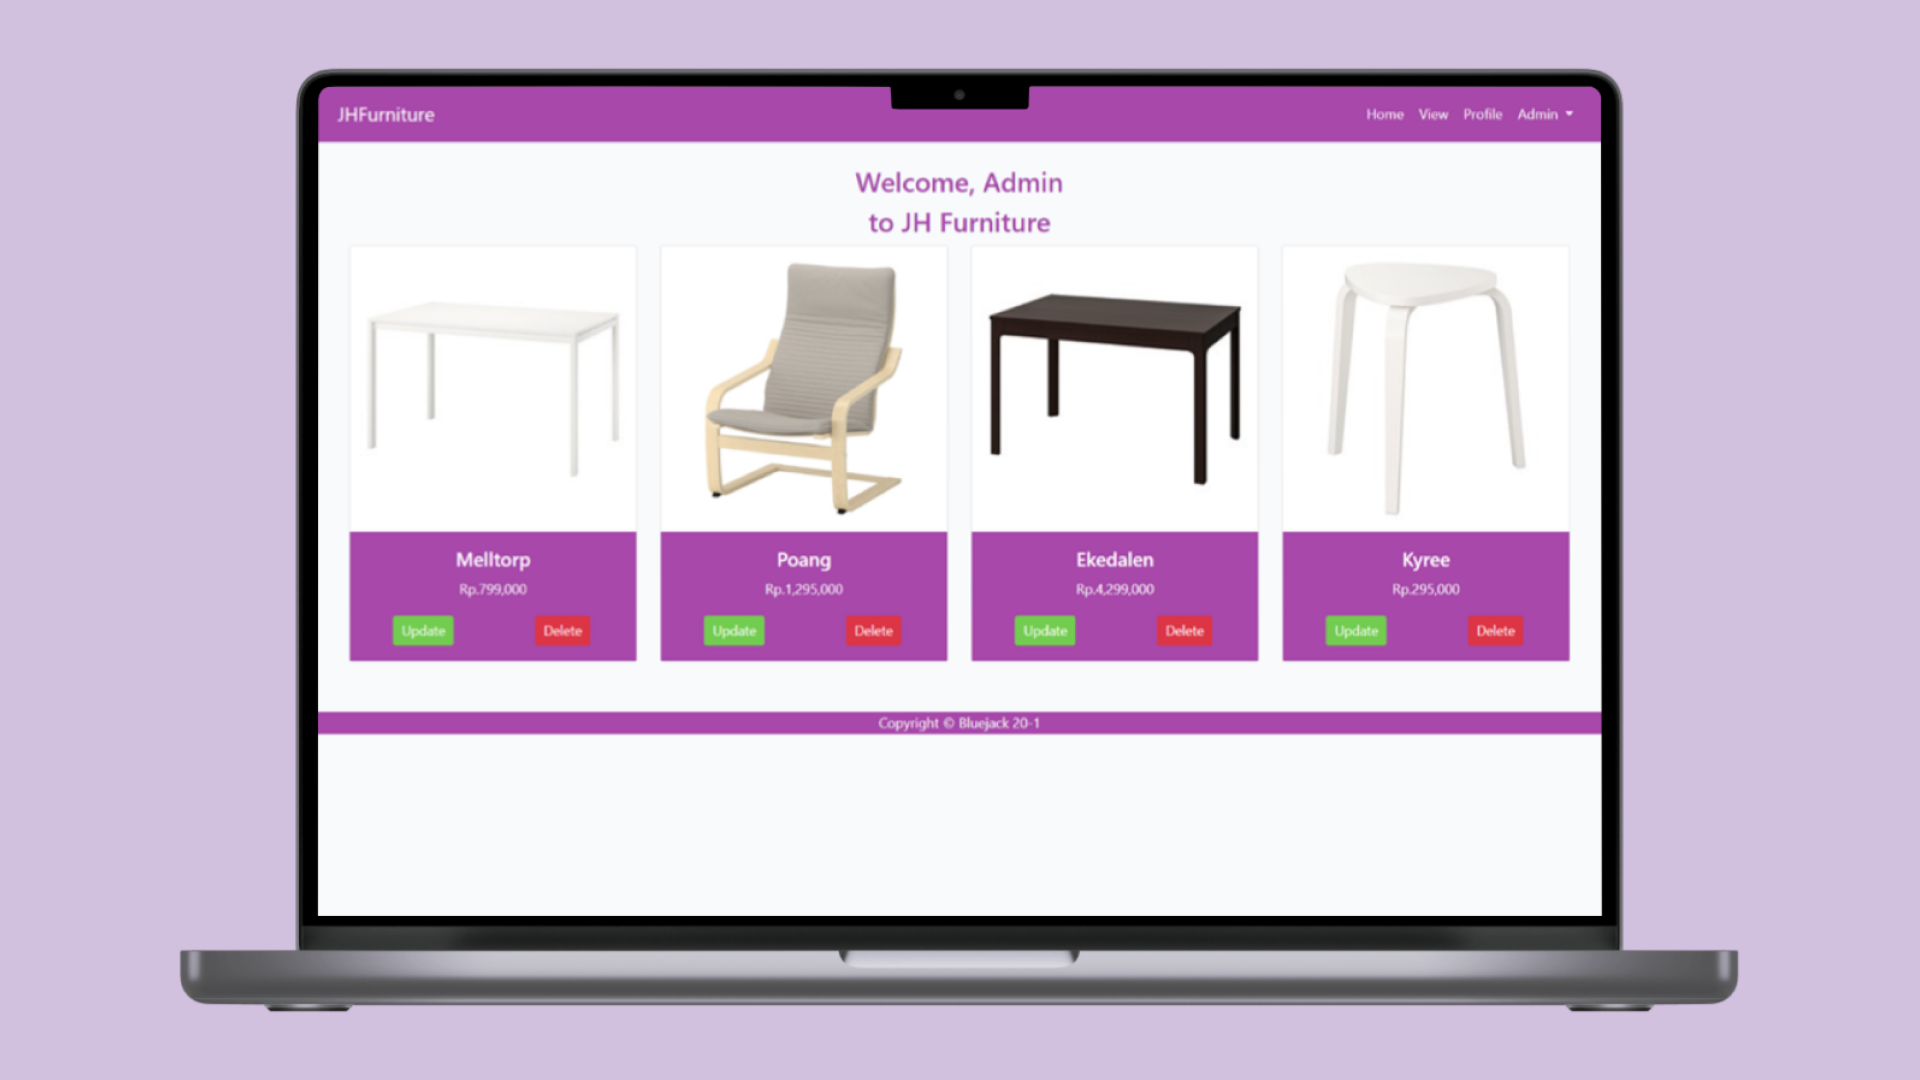 JHFurniture
Home View Profile Admin
Welcome, Admin
to JH Furniture
Melltorp
Rp.799,000
Update Delete
Poang
Rp.1,295,000
Update Delete
Ekedalen
Rp.4,299,000
Update Delete
Kyree
Rp.295,000
Update Delete
Copyright © Bluejack 20-1